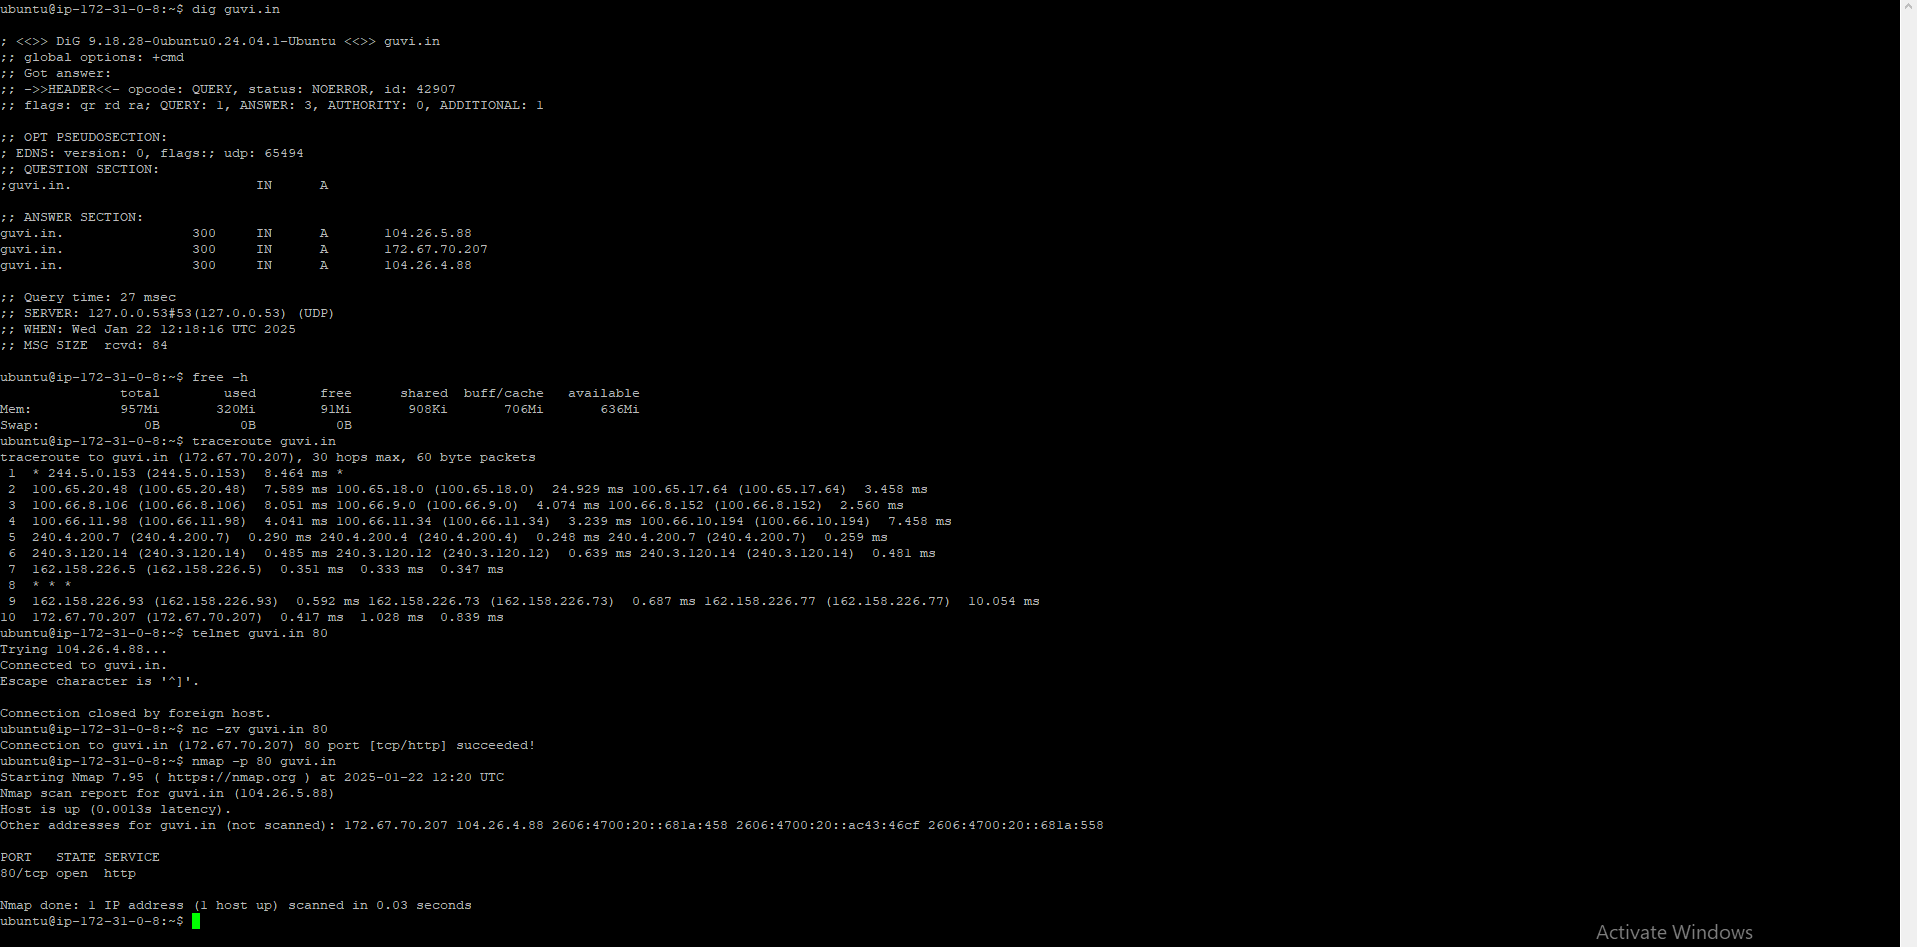 ubuntu@ip-172-31-0-8:~$ dig guvi.in

; <<>> DiG 9.18.28-0ubuntu0.24.04.1-Ubuntu <<>> guvi.in
;; global options: +cmd
;; Got answer:
;; ->>HEADER<<- opcode: QUERY, status: NOERROR, id: 42907
;; flags: qr rd ra; QUERY: 1, ANSWER: 3, AUTHORITY: 0, ADDITIONAL: 1

;; OPT PSEUDOSECTION:
; EDNS: version: 0, flags:; udp: 65494
;; QUESTION SECTION:
;guvi.in.                       IN      A

;; ANSWER SECTION:
guvi.in.                300     IN      A       104.26.5.88
guvi.in.                300     IN      A       172.67.70.207
guvi.in.                300     IN      A       104.26.4.88

;; Query time: 27 msec
;; SERVER: 127.0.0.53#53(127.0.0.53) (UDP)
;; WHEN: Wed Jan 22 12:18:16 UTC 2025
;; MSG SIZE  rcvd: 84

ubuntu@ip-172-31-0-8:~$ free -h
               total        used        free      shared  buff/cache   available
Mem:           957Mi       320Mi        91Mi       908Ki       706Mi       636Mi
Swap:             0B          0B          0B
ubuntu@ip-172-31-0-8:~$ traceroute guvi.in
traceroute to guvi.in (172.67.70.207), 30 hops max, 60 byte packets
 1  * 244.5.0.153 (244.5.0.153)  8.464 ms *
 2  100.65.20.48 (100.65.20.48)  7.589 ms 100.65.18.0 (100.65.18.0)  24.929 ms 100.65.17.64 (100.65.17.64)  3.458 ms
 3  100.66.8.106 (100.66.8.106)  8.051 ms 100.66.9.0 (100.66.9.0)  4.074 ms 100.66.8.152 (100.66.8.152)  2.560 ms
 4  100.66.11.98 (100.66.11.98)  4.041 ms 100.66.11.34 (100.66.11.34)  3.239 ms 100.66.10.194 (100.66.10.194)  7.458 ms
 5  240.4.200.7 (240.4.200.7)  0.290 ms 240.4.200.4 (240.4.200.4)  0.248 ms 240.4.200.7 (240.4.200.7)  0.259 ms
 6  240.3.120.14 (240.3.120.14)  0.485 ms 240.3.120.12 (240.3.120.12)  0.639 ms 240.3.120.14 (240.3.120.14)  0.481 ms
 7  162.158.226.5 (162.158.226.5)  0.351 ms  0.333 ms  0.347 ms
 8  * * *
 9  162.158.226.93 (162.158.226.93)  0.592 ms 162.158.226.73 (162.158.226.73)  0.687 ms 162.158.226.77 (162.158.226.77)  10.054 ms
10  172.67.70.207 (172.67.70.207)  0.417 ms  1.028 ms  0.839 ms
ubuntu@ip-172-31-0-8:~$ telnet guvi.in 80
Trying 104.26.4.88...
Connected to guvi.in.
Escape character is '^]'.

Connection closed by foreign host.
ubuntu@ip-172-31-0-8:~$ nc -zv guvi.in 80
Connection to guvi.in (172.67.70.207) 80 port [tcp/http] succeeded!
ubuntu@ip-172-31-0-8:~$ nmap -p 80 guvi.in
Starting Nmap 7.95 ( https://nmap.org ) at 2025-01-22 12:20 UTC
Nmap scan report for guvi.in (104.26.5.88)
Host is up (0.0013s latency).
Other addresses for guvi.in (not scanned): 172.67.70.207 104.26.4.88 2606:4700:20::681a:458 2606:4700:20::ac43:46cf 2606:4700:20::681a:558

PORT   STATE SERVICE
80/tcp open  http

Nmap done: 1 IP address (1 host up) scanned in 0.03 seconds
ubuntu@ip-172-31-0-8:~$
Activate Windows